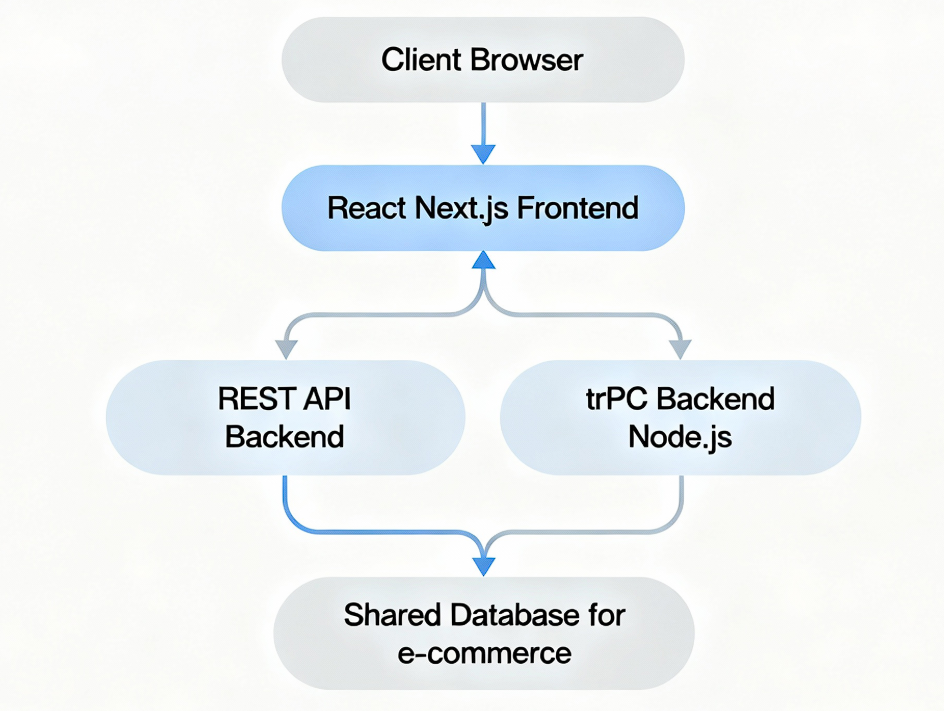 Client Browser
React Next.js Frontend
REST API
Backend
trPC Backend
Node.js
Shared Database for
e-commerce